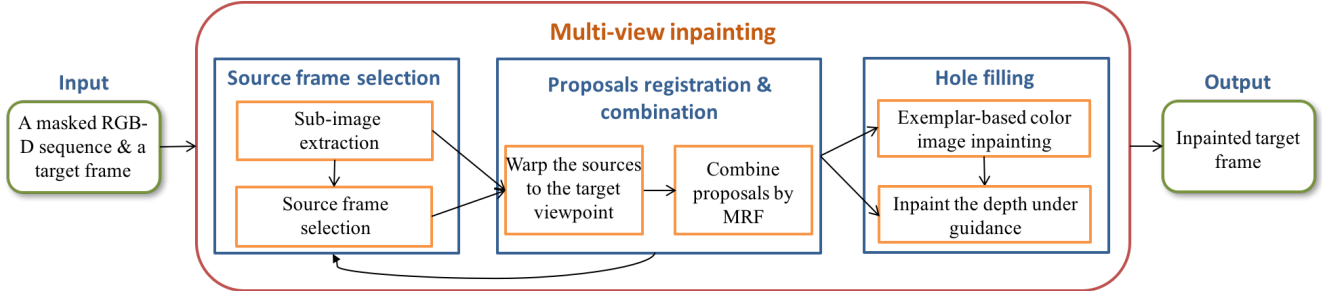 Multi-view inpainting
Input
A masked RGB-
D sequence & a
target frame
Source frame selection
Sub-image
extraction
Source frame
selection
Proposals registration &
combination
Warp the sources
to the target
viewpoint
Combine
proposals by
MRF
Hole filling
Exemplar-based color
image inpainting
Inpaint the depth under
guidance
Output
Inpainted target
frame